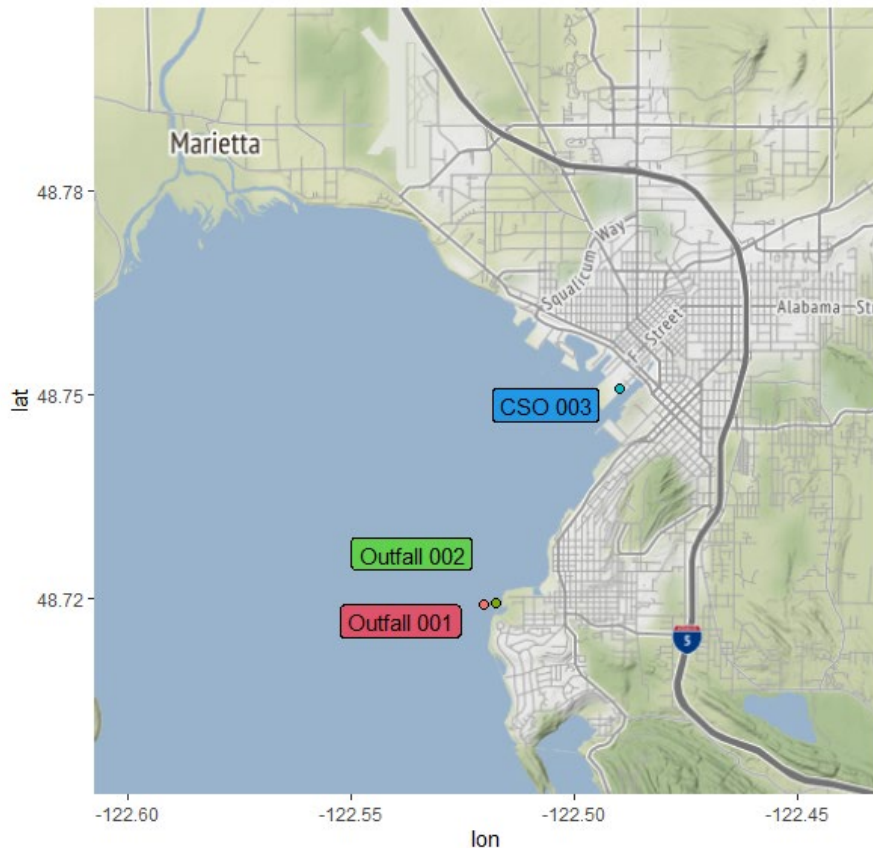 Marietta
48.78
Squalicum Way
F Street
Alabama Str
lat
48.75
CSO 003
Outfall 002
48.72
Outfall 001
5
-122.60
-122.55
-122.50
-122.45
lon